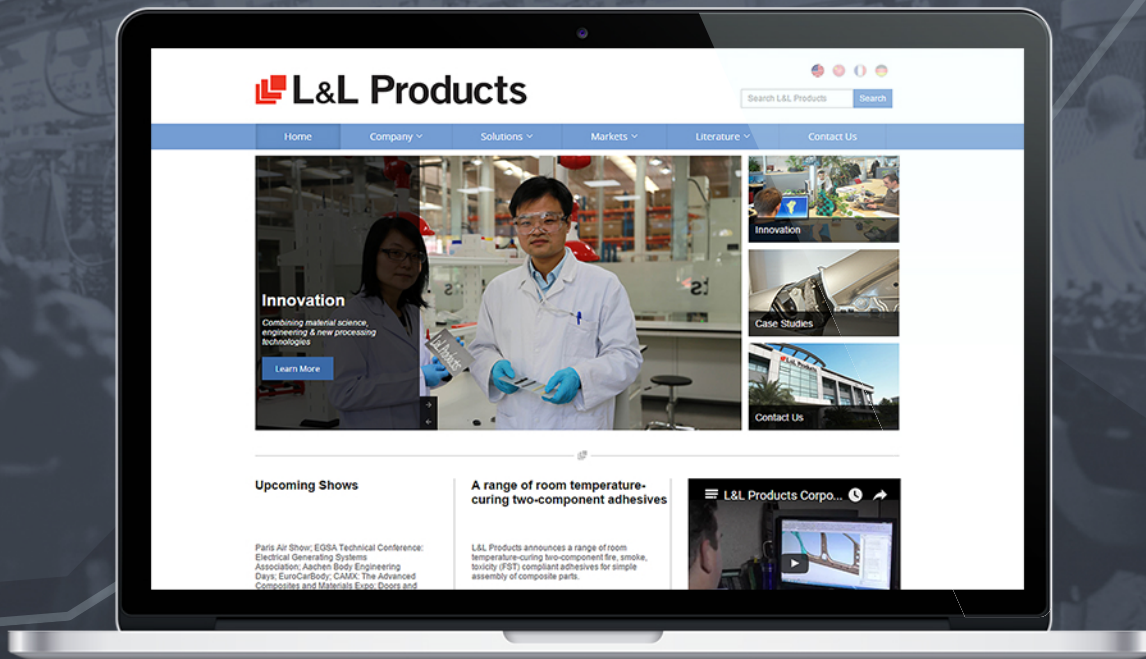 L&L Products
Search L&L Products
Search
Home
Company
Solutions
Markets
Literature
Contact Us
Innovation
Combining material science,
engineering & new processing
technologies
Learn More
L&L Products
Innovation
Case Studies
L&L Products
Contact Us
Upcoming Shows
Paris Air Show; EGSA Technical Conference:
Electrical Generating Systems
Association; Aachen Body Engineering
Days; EuroCarBody; CAMX: The Advanced
Composites and Materials Expo; Doors and
A range of room temperature-
curing two-component adhesives
L&L Products announces a range of room
temperature-curing two-component fire, smoke,
toxicity (FST) compliant adhesives for simple
assembly of composite parts.
L&L Products Corpo...